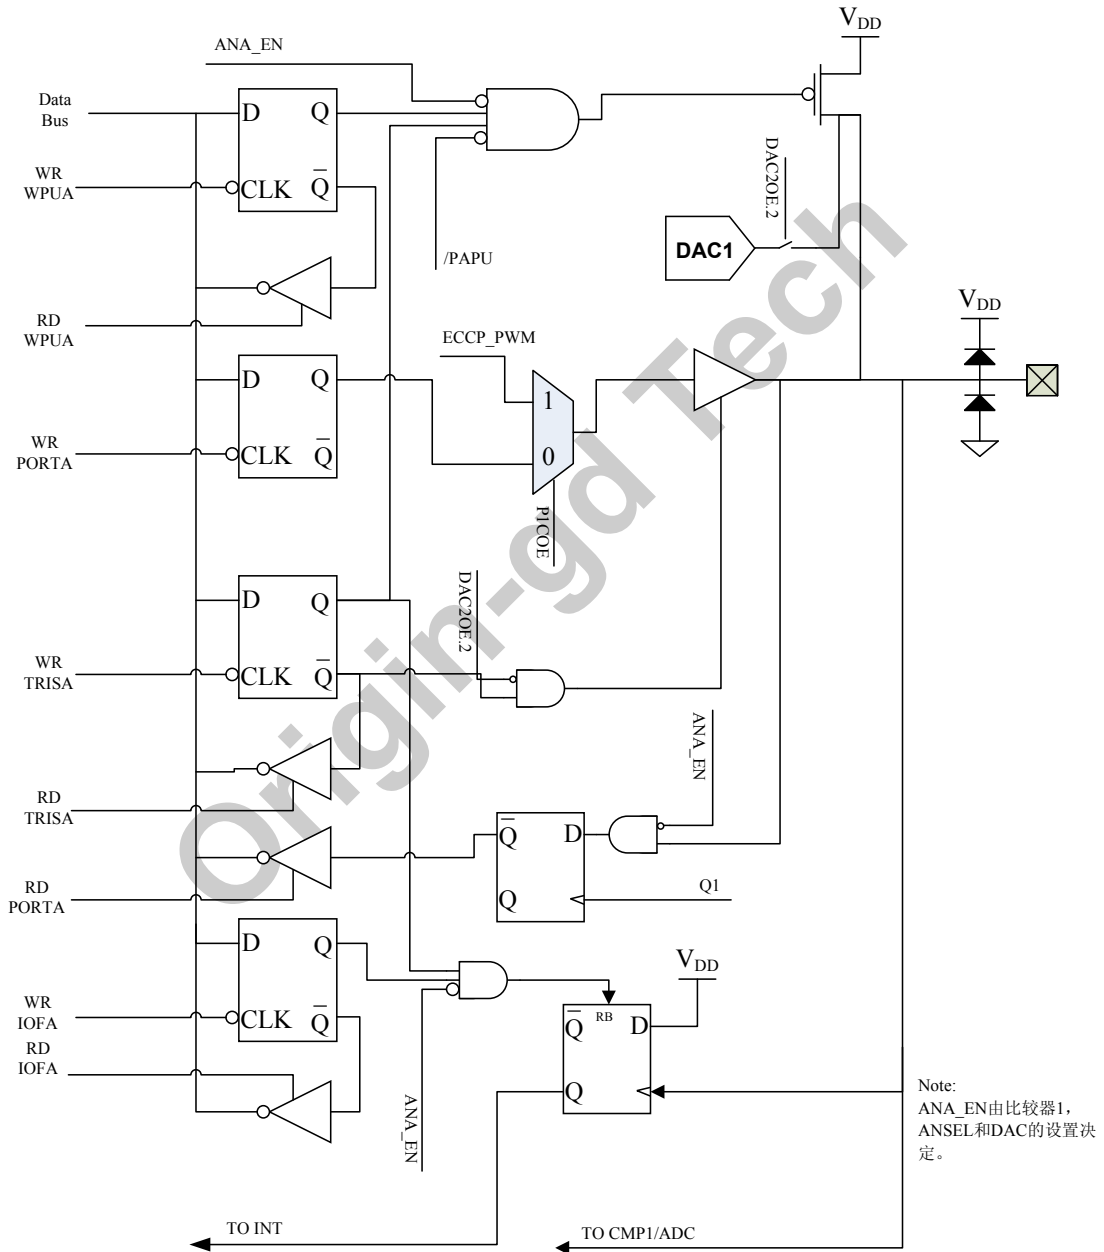 V_DD
ANA_EN
Data
Bus
D
Q
WR
WPUA
CLK
Q̅
DAC2OE.2
DAC1
/PAPU
RD
WPUA
V_DD
ECCP_PWM
D
Q
1
WR
PORTA
CLK
Q̅
0
P1COE
D
Q
DAC2OE.2
WR
TRISA
CLK
Q̅
ANA_EN
RD
TRISA
Q̅
D
RD
PORTA
Q
Q1
D
Q
V_DD
WR
IOFA
CLK
Q̅
Q̅
RB
D
RD
IOFA
Q
ANA_EN
Note:
ANA_EN由比较器1，
ANSEL和DAC的设置决
定。
TO INT
TO CMP1/ADC
Origin-gd Tech